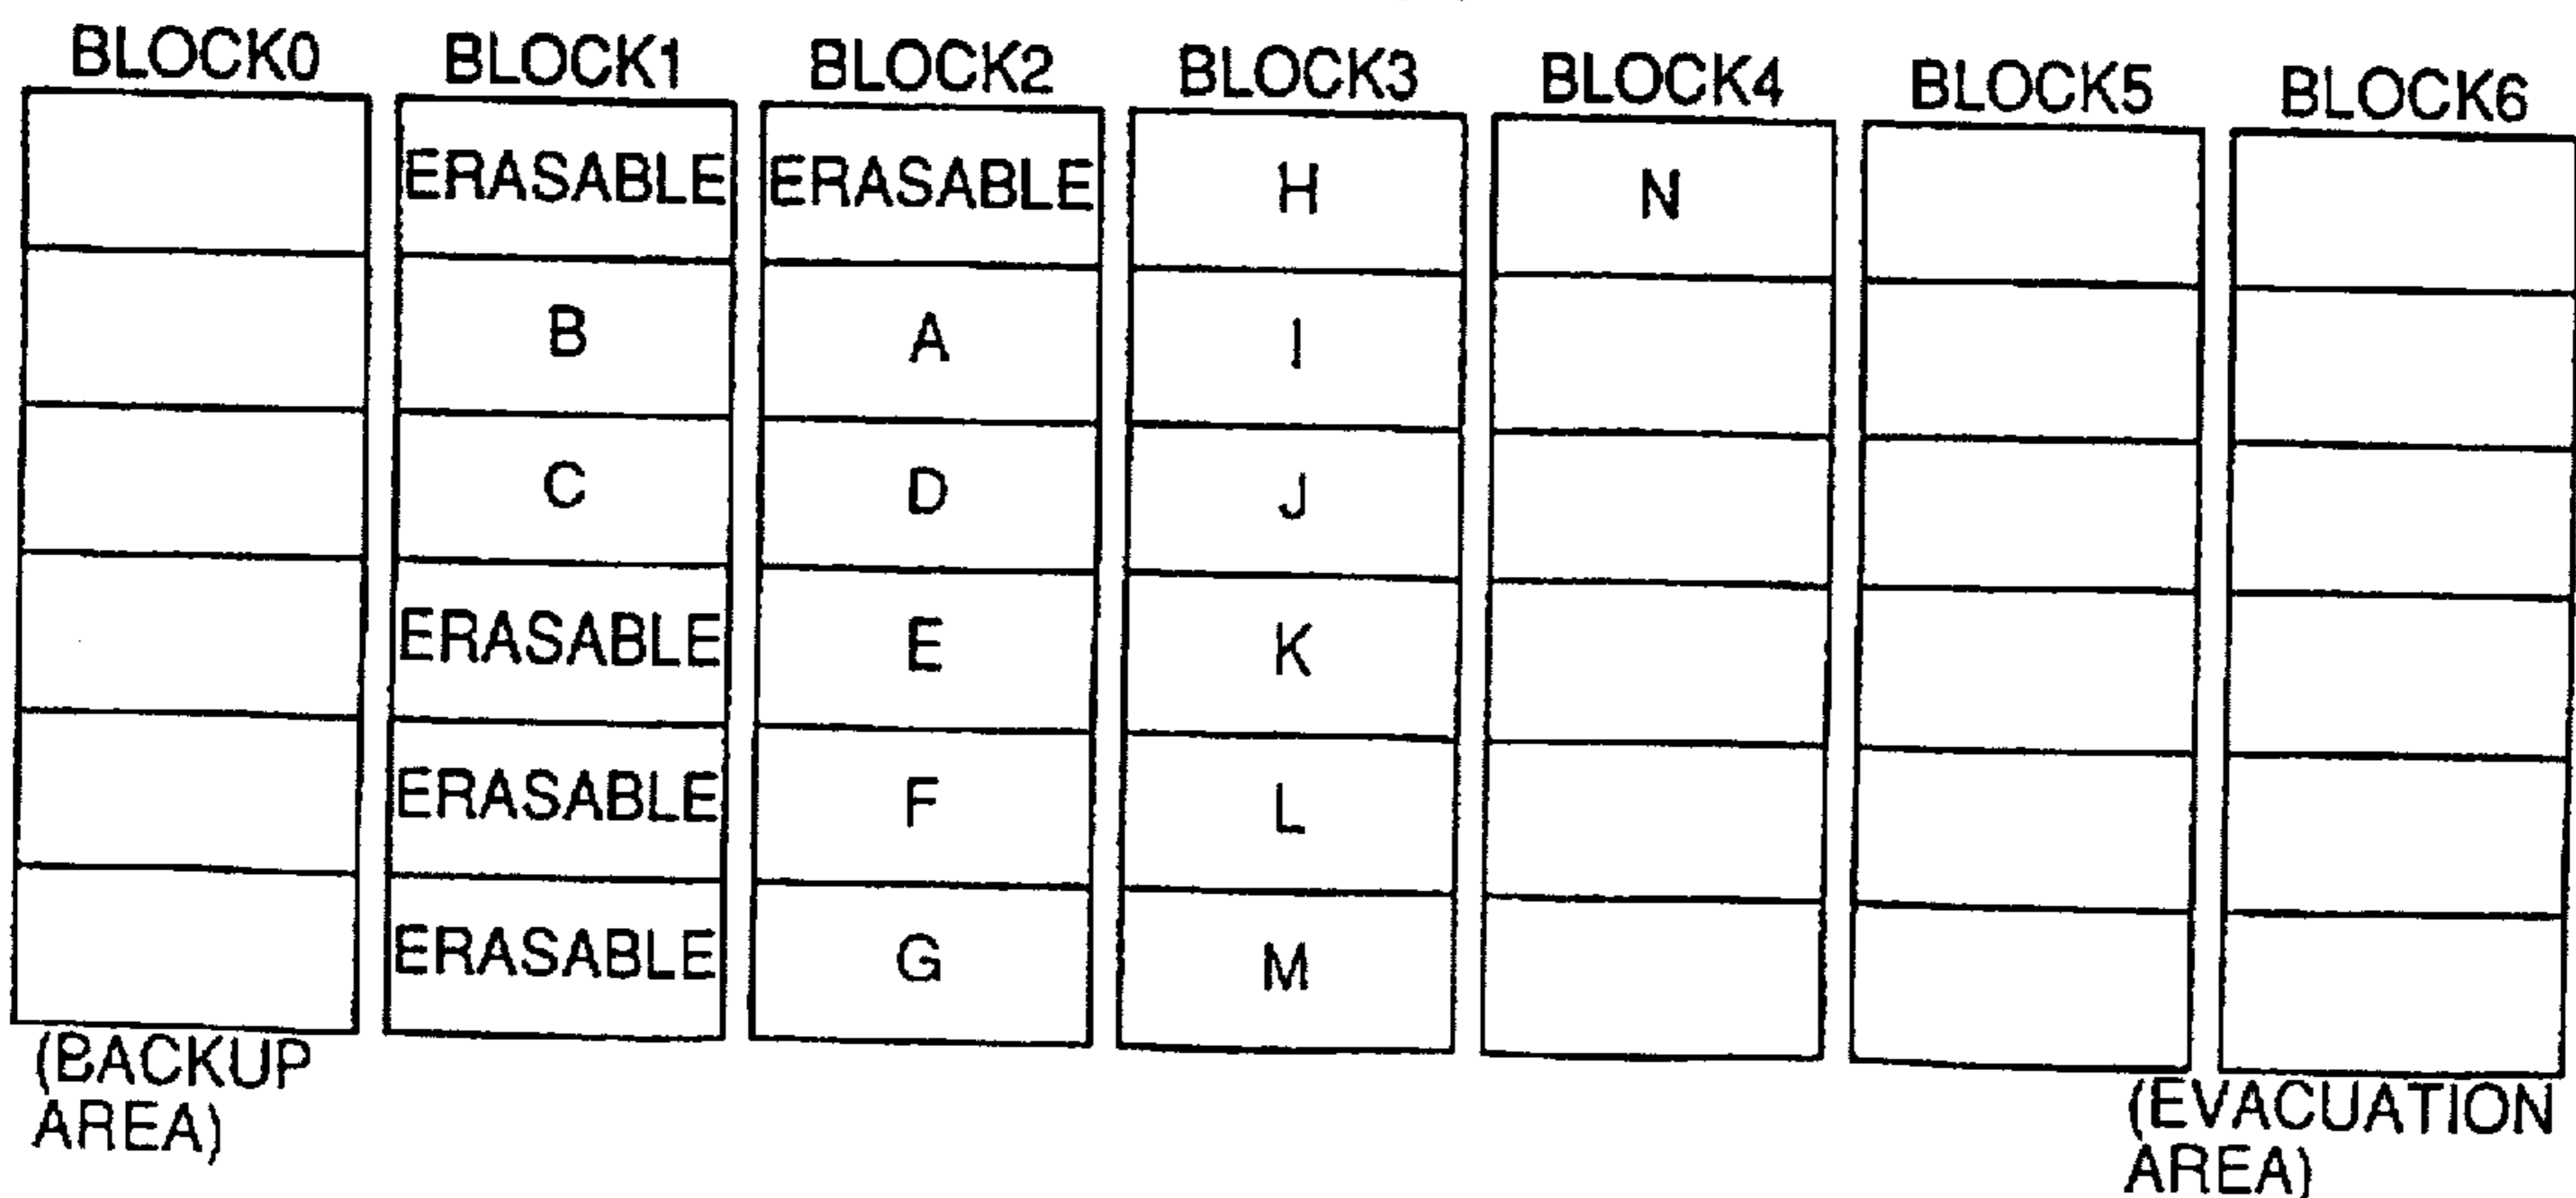 BLOCK0 BLOCK1 BLOCK2 BLOCK3 BLOCK4 BLOCK5 BLOCK6
ERASABLE ERASABLE H N
B A I
C D J
ERASABLE E K
ERASABLE F L
ERASABLE G M
(BACKUP AREA) (EVACUATION AREA)